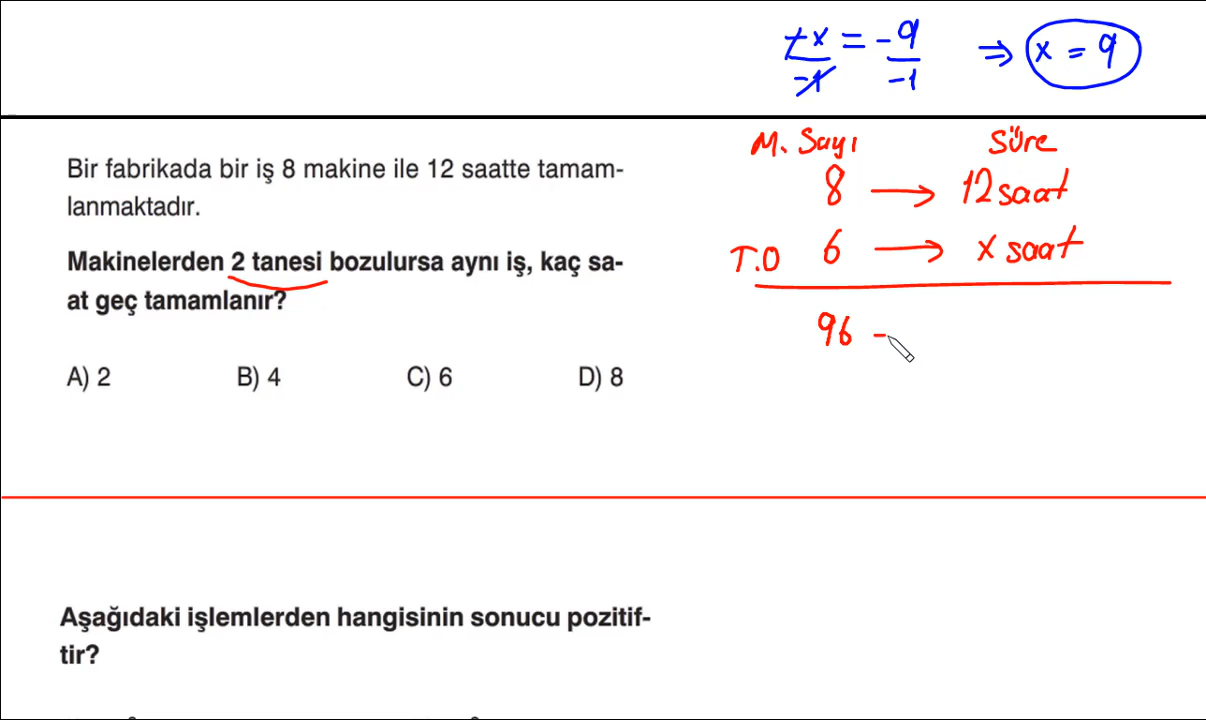 +x = -9 ⇒ x = 9
-1 -1
Bir fabrikada bir iş 8 makine ile 12 saatte tamam-
lanmaktadır.
Makinelerden 2 tanesi bozulursa aynı iş, kaç sa-
at geç tamamlanır?
A) 2 B) 4 C) 6 D) 8
M. Sayı Süre
8 → 12 saat
T.O 6 → x saat
96 -
Aşağıdaki işlemlerden hangisinin sonucu pozitif-
tir?